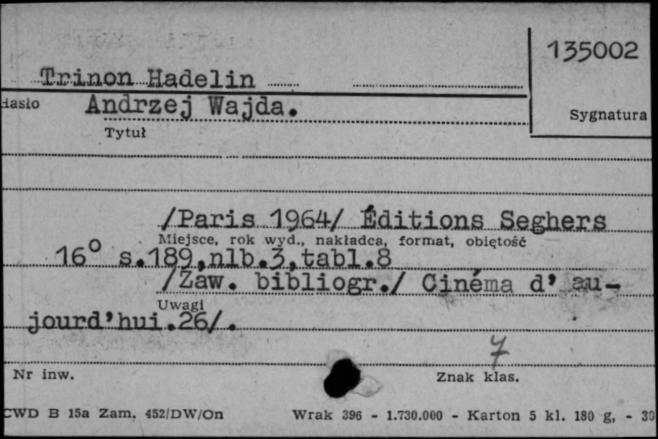 135002
Trinon Hadelin
Hasło Andrzej Wajda. Sygnatura
Tytuł
/Paris 1964/ Éditions Seghers
Miejsce, rok wyd., nakładca, format, obiętość
16° s.189,nlb.3,tabl.8
/Zaw. bibliogr./ Cinéma d'au-
Uwagi
jourd'hui.26/.
7
Nr inw. Znak klas.
CWD B 15a Zam. 452/DW/On Wrak 396 - 1.730.000 - Karton 5 kl. 180 g, - 30